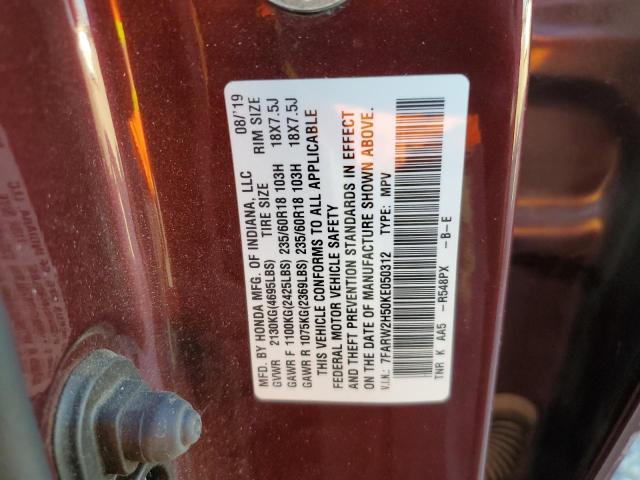 MFD. BY HONDA MFG. OF INDIANA, LLC 08/'19
GVWR 2130KG(4695LBS) TIRE SIZE RIM SIZE
GAWR F 1100KG(2425LBS) 235/60R18 103H 18X7.5J
GAWR R 1075KG(2369LBS) 235/60R18 103H 18X7.5J
THIS VEHICLE CONFORMS TO ALL APPLICABLE
FEDERAL MOTOR VEHICLE SAFETY
AND THEFT PREVENTION STANDARDS IN EFFECT
ON THE DATE OF MANUFACTURE SHOWN ABOVE.
V.I.N.: 7FARW2H50KE050312 TYPE: MPV
TNR K AA5 -R548PX -B-E